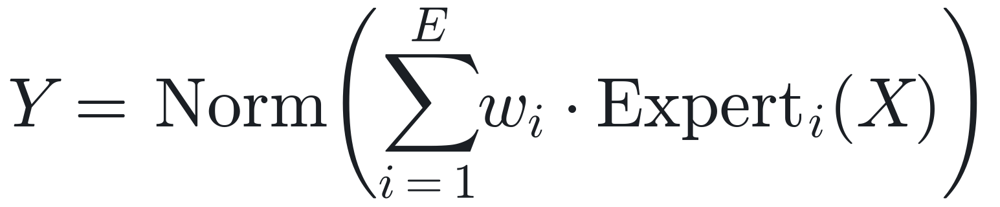 Y = Norm(∑_{i=1}^{E} w_i · Expert_i(X))